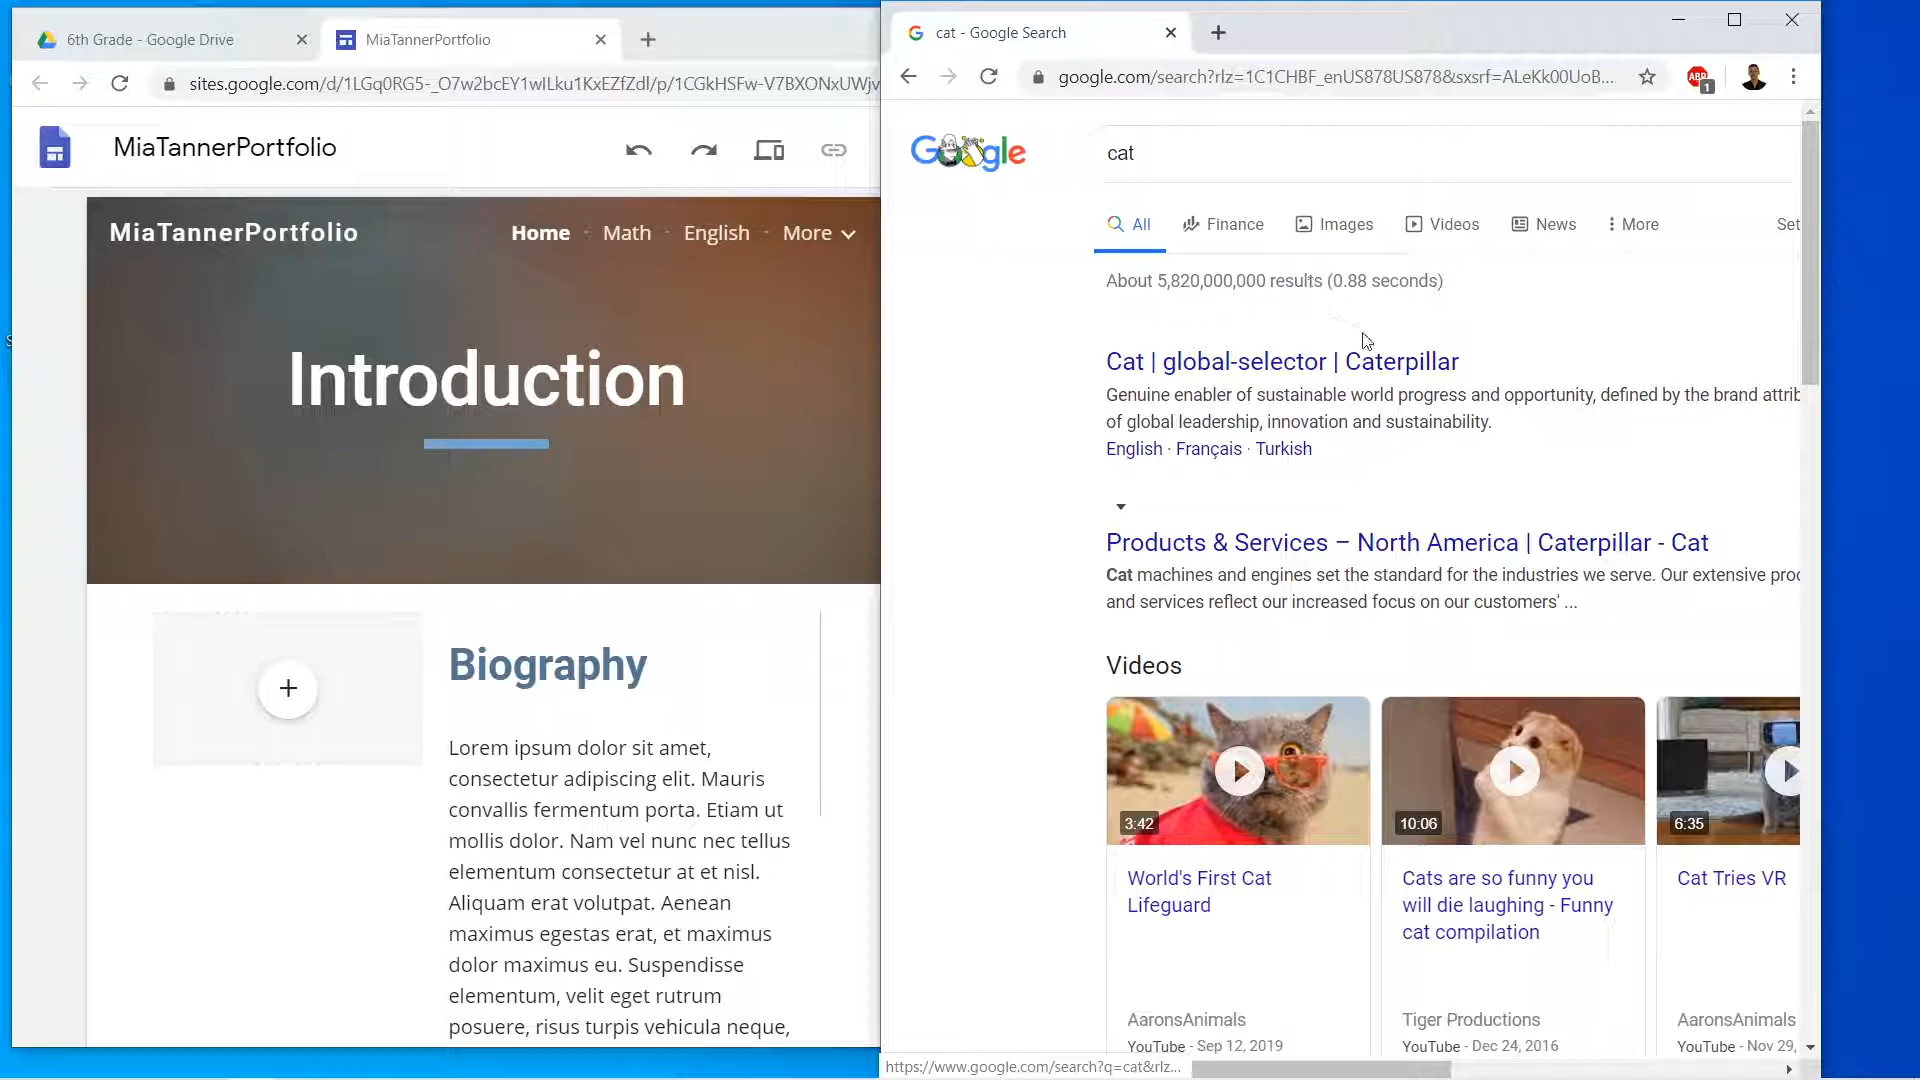 6th Grade - Google Drive
MiaTannerPortfolio
sites.google.com/d/1LGq0RG5-_O7w2bcEY1wILku1KxEZfZdl/p/1CGkHSFw-V7BXONxUWjv
MiaTannerPortfolio
MiaTannerPortfolio
Home
Math
English
More
Introduction
Biography
Lorem ipsum dolor sit amet,
consectetur adipiscing elit. Mauris
convallis fermentum porta. Etiam ut
mollis dolor. Nam vel nunc nec tellus
elementum consectetur at et nisl.
Aliquam erat volutpat. Aenean
maximus egestas erat, et maximus
dolor maximus eu. Suspendisse
elementum, velit eget rutrum
posuere, risus turpis vehicula neque,
cat - Google Search
google.com/search?rlz=1C1CHBF_enUS878US878&sxsrf=ALeKk00UoB...
ABP
1
Google
cat
All
Finance
Images
Videos
News
More
Set
About 5,820,000,000 results (0.88 seconds)
Cat | global-selector | Caterpillar
Genuine enabler of sustainable world progress and opportunity, defined by the brand attrib
of global leadership, innovation and sustainability.
English · Français · Turkish
Products & Services – North America | Caterpillar - Cat
Cat machines and engines set the standard for the industries we serve. Our extensive proc
and services reflect our increased focus on our customers' ...
Videos
3:42
10:06
6:35
World's First Cat
Lifeguard
Cats are so funny you
will die laughing - Funny
cat compilation
Cat Tries VR
AaronsAnimals
YouTube - Sep 12, 2019
Tiger Productions
YouTube - Dec 24, 2016
AaronsAnimals
YouTube - Nov 29,
https://www.google.com/search?q=cat&rlz...